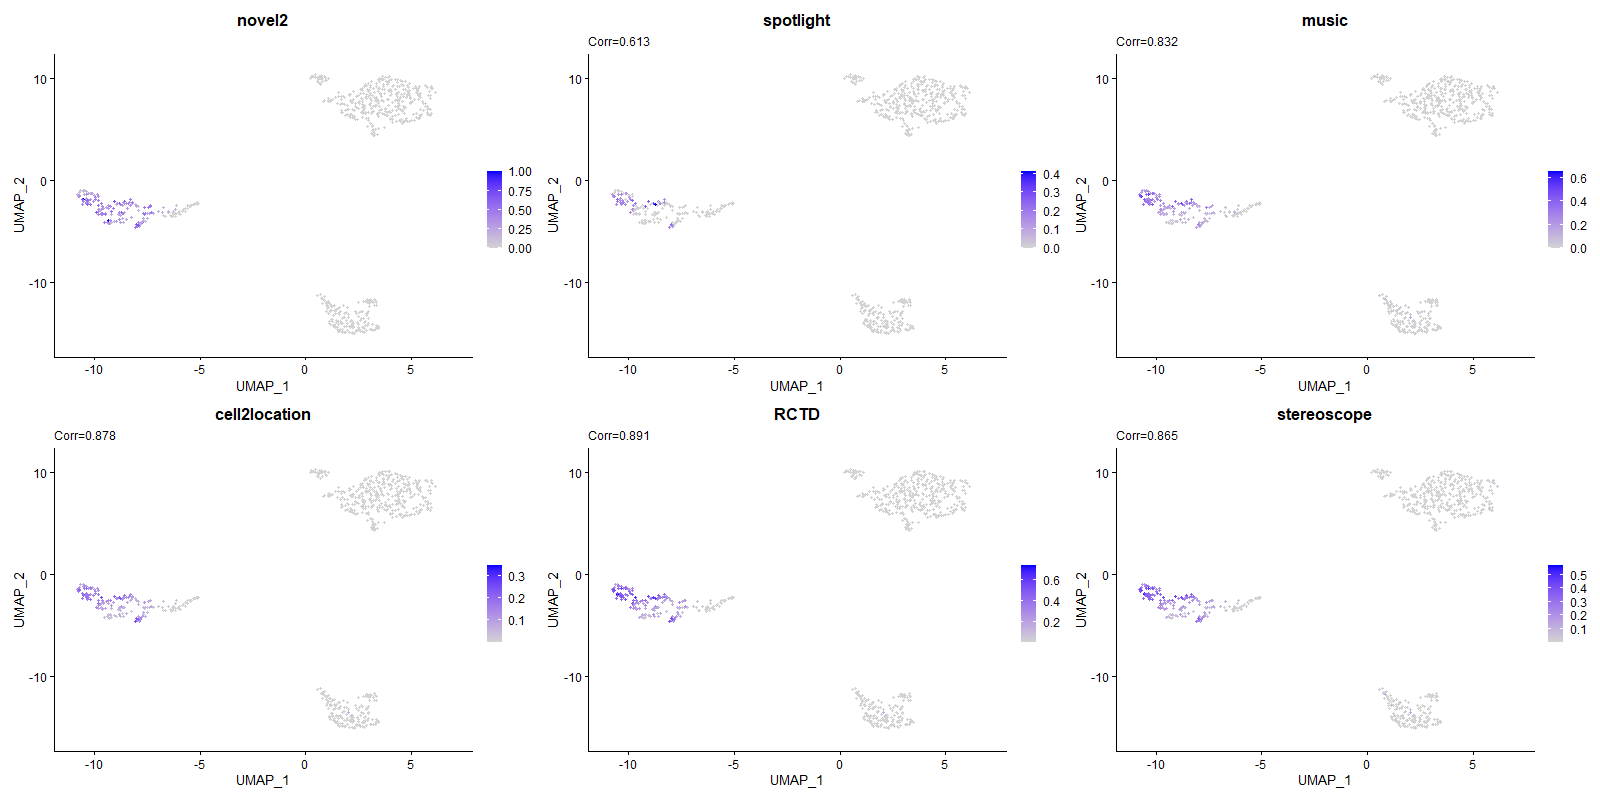 novel2
10
0
-10
UMAP_2
-10
-5
0
5
UMAP_1
1.00
0.75
0.50
0.25
0.00
spotlight
Corr=0.613
10
0
-10
UMAP_2
-10
-5
0
5
UMAP_1
0.4
0.3
0.2
0.1
0.0
music
Corr=0.832
10
0
-10
UMAP_2
-10
-5
0
5
UMAP_1
0.6
0.4
0.2
0.0
cell2location
Corr=0.878
10
0
-10
UMAP_2
-10
-5
0
5
UMAP_1
0.3
0.2
0.1
RCTD
Corr=0.891
10
0
-10
UMAP_2
-10
-5
0
5
UMAP_1
0.6
0.4
0.2
stereoscope
Corr=0.865
10
0
-10
UMAP_2
-10
-5
0
5
UMAP_1
0.5
0.4
0.3
0.2
0.1